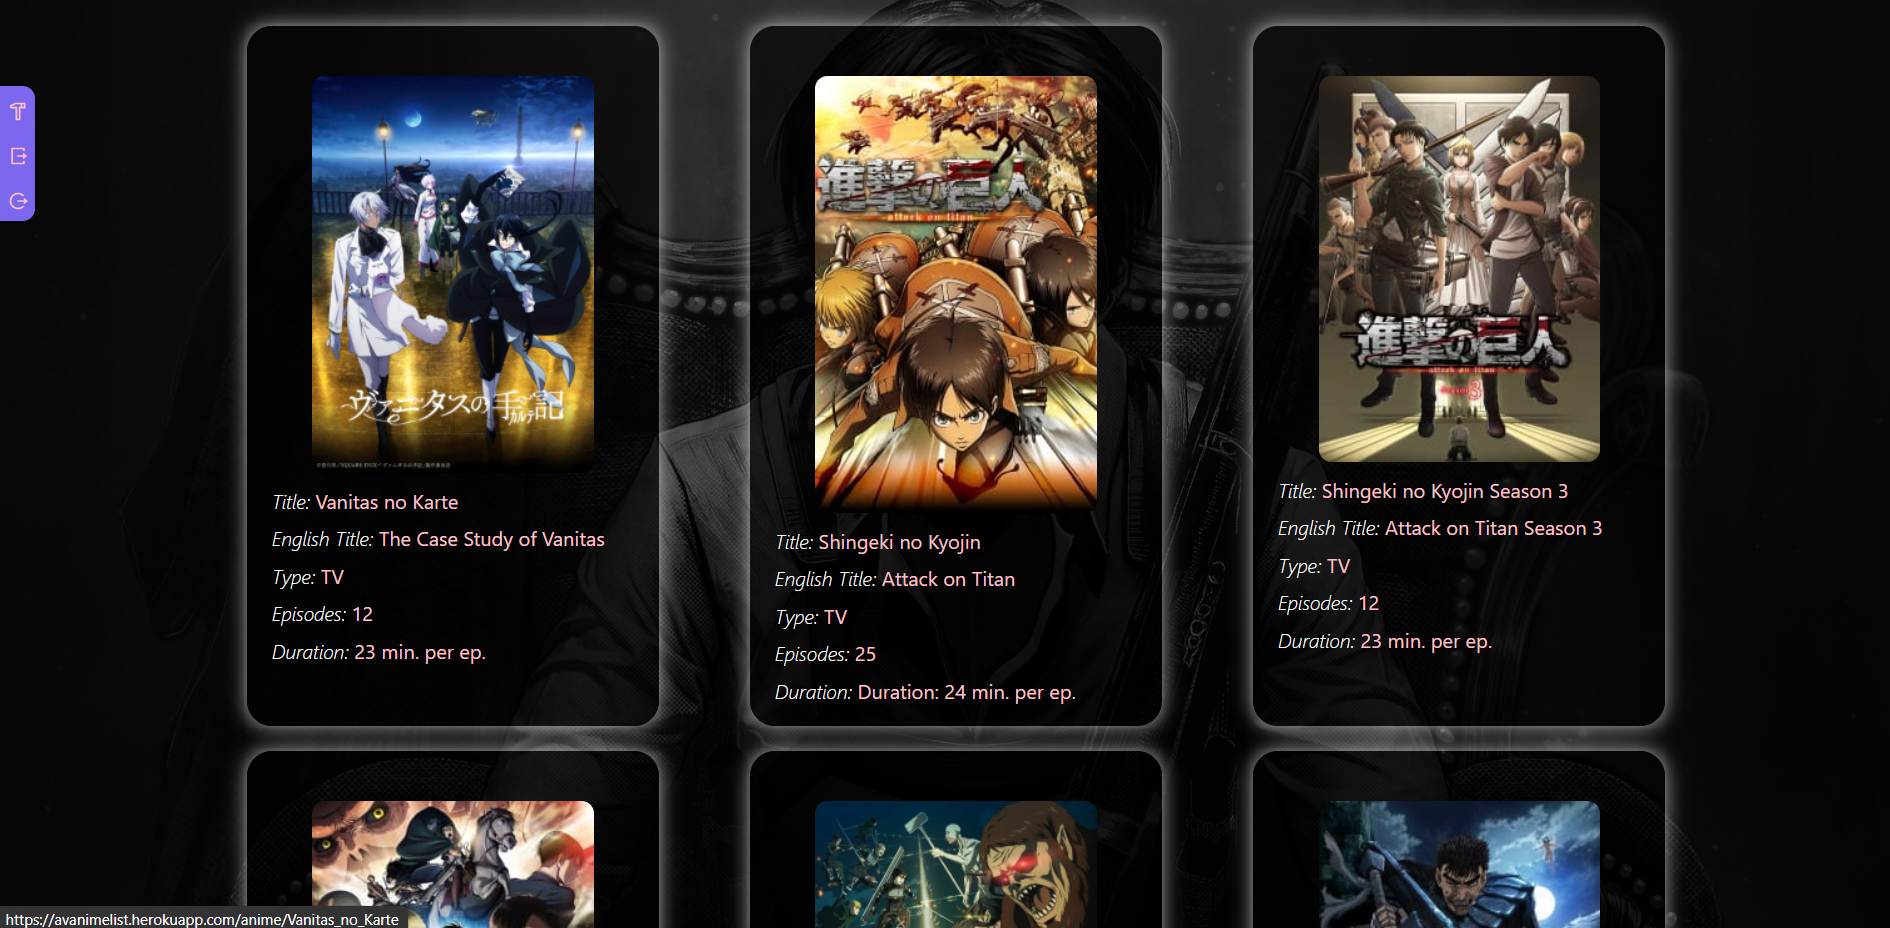 ヴァニタスの手記
カルテ
Title: Vanitas no Karte
English Title: The Case Study of Vanitas
Type: TV
Episodes: 12
Duration: 23 min. per ep.
進撃の巨人
attack on titan
Title: Shingeki no Kyojin
English Title: Attack on Titan
Type: TV
Episodes: 25
Duration: Duration: 24 min. per ep.
進撃の巨人
attack on titan
Title: Shingeki no Kyojin Season 3
English Title: Attack on Titan Season 3
Type: TV
Episodes: 12
Duration: 23 min. per ep.
https://avanimelist.herokuapp.com/anime/Vanitas_no_Karte